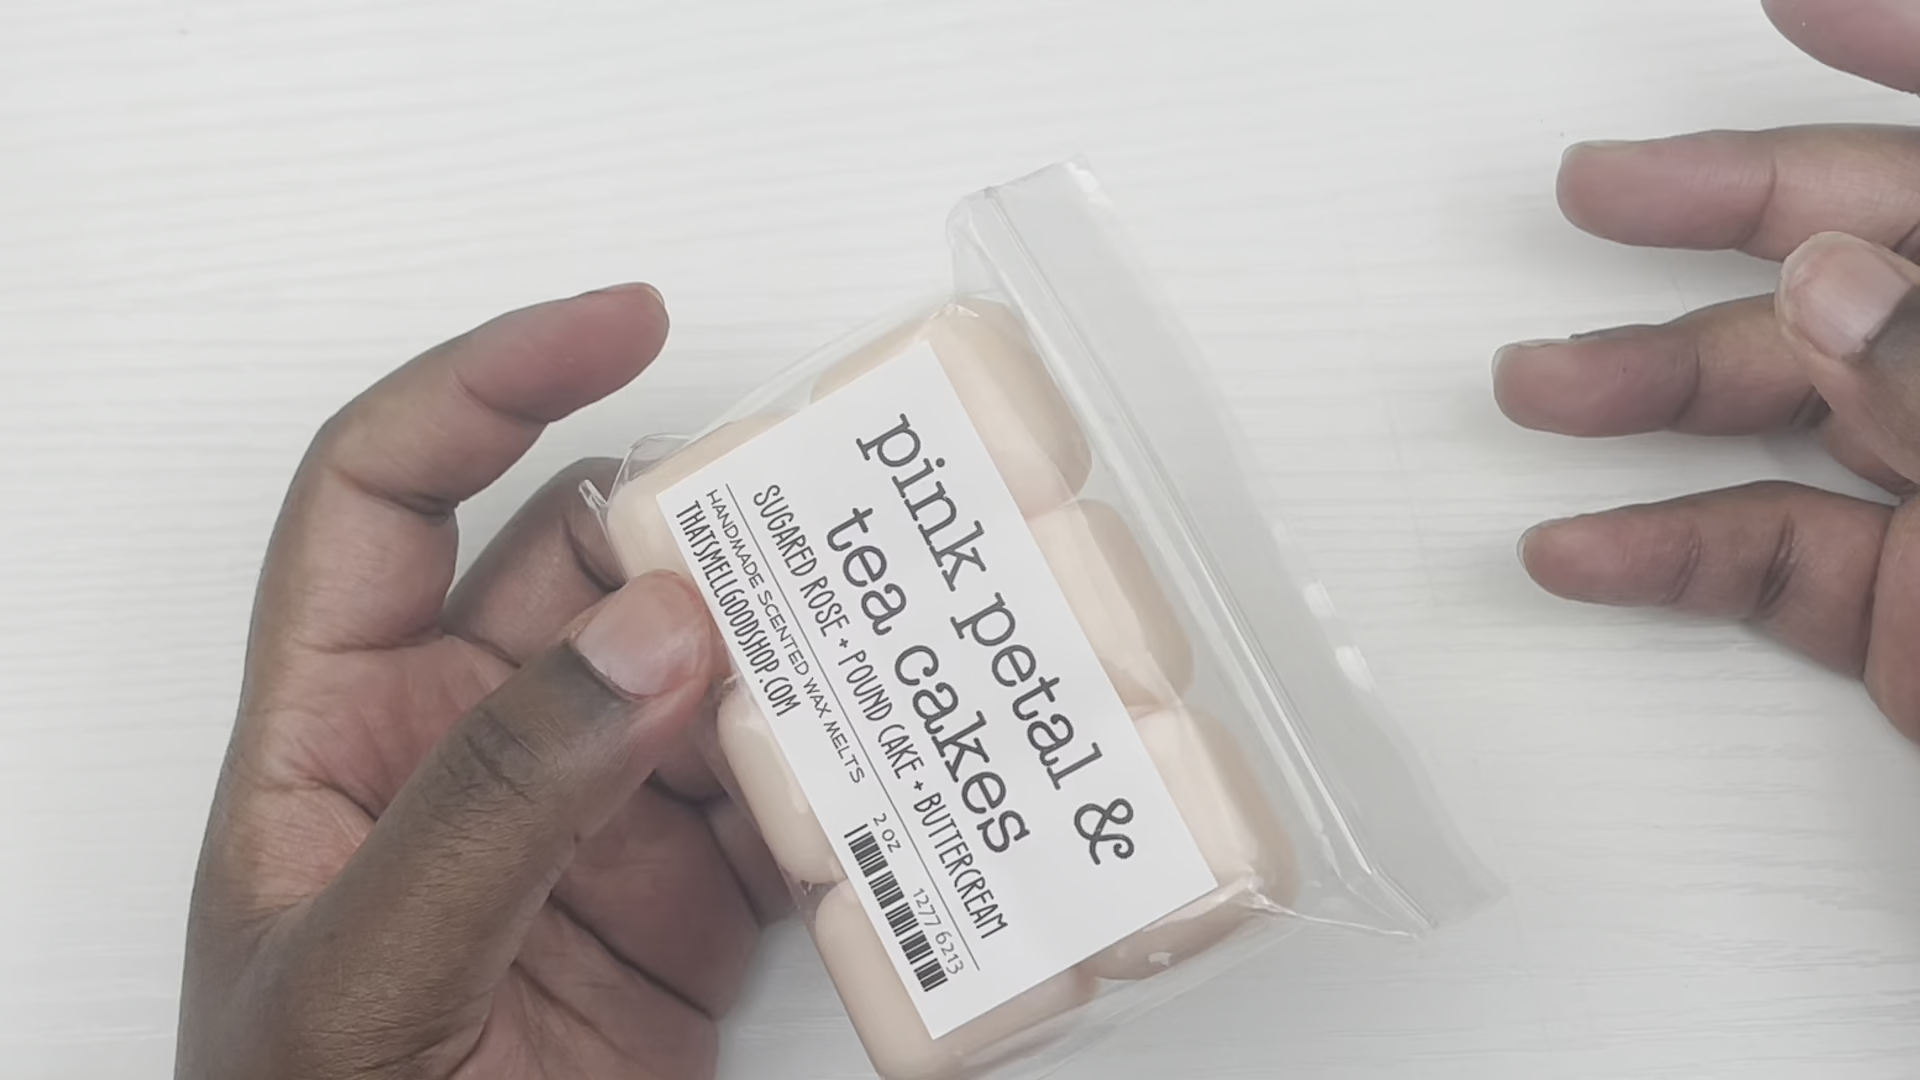 pink petal &
tea cakes
SUGARED ROSE + POUND CAKE + BUTTERCREAM
HANDMADE SCENTED WAX MELTS 2 OZ
THATSMELLGOODSHOP.COM
1277 6213